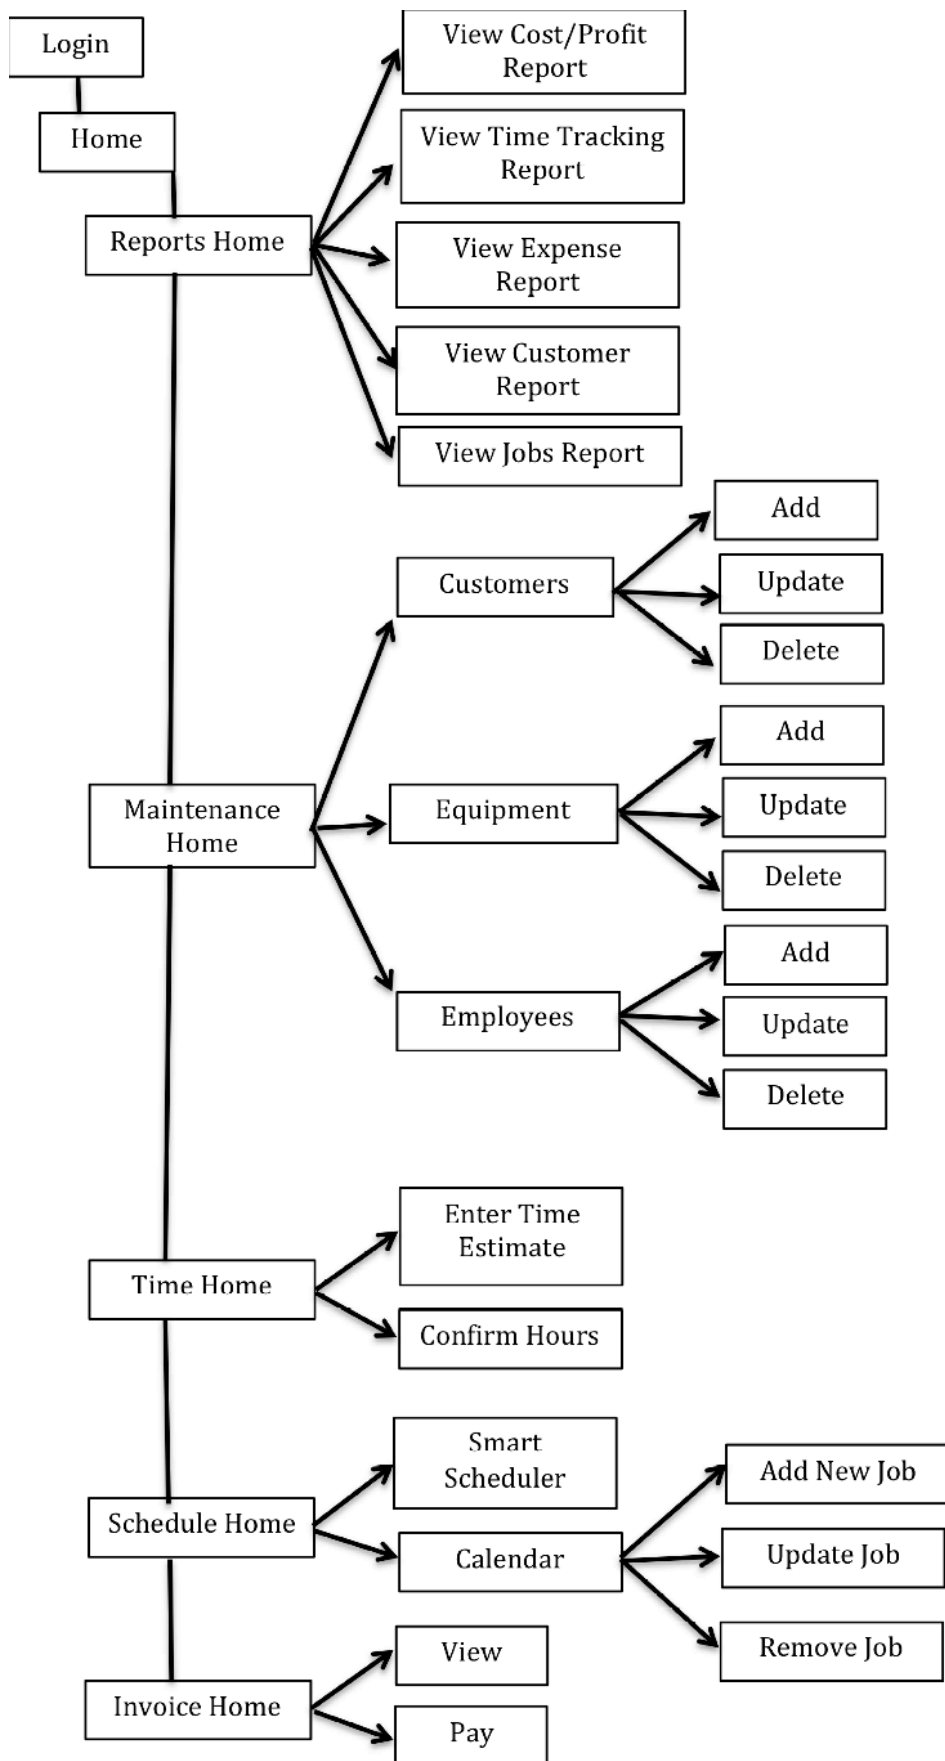 Login
Home
Reports Home
View Cost/Profit
Report
View Time Tracking
Report
View Expense
Report
View Customer
Report
View Jobs Report
Maintenance
Home
Customers
Add
Update
Delete
Equipment
Add
Update
Delete
Employees
Add
Update
Delete
Time Home
Enter Time
Estimate
Confirm Hours
Schedule Home
Smart
Scheduler
Calendar
Add New Job
Update Job
Remove Job
Invoice Home
View
Pay